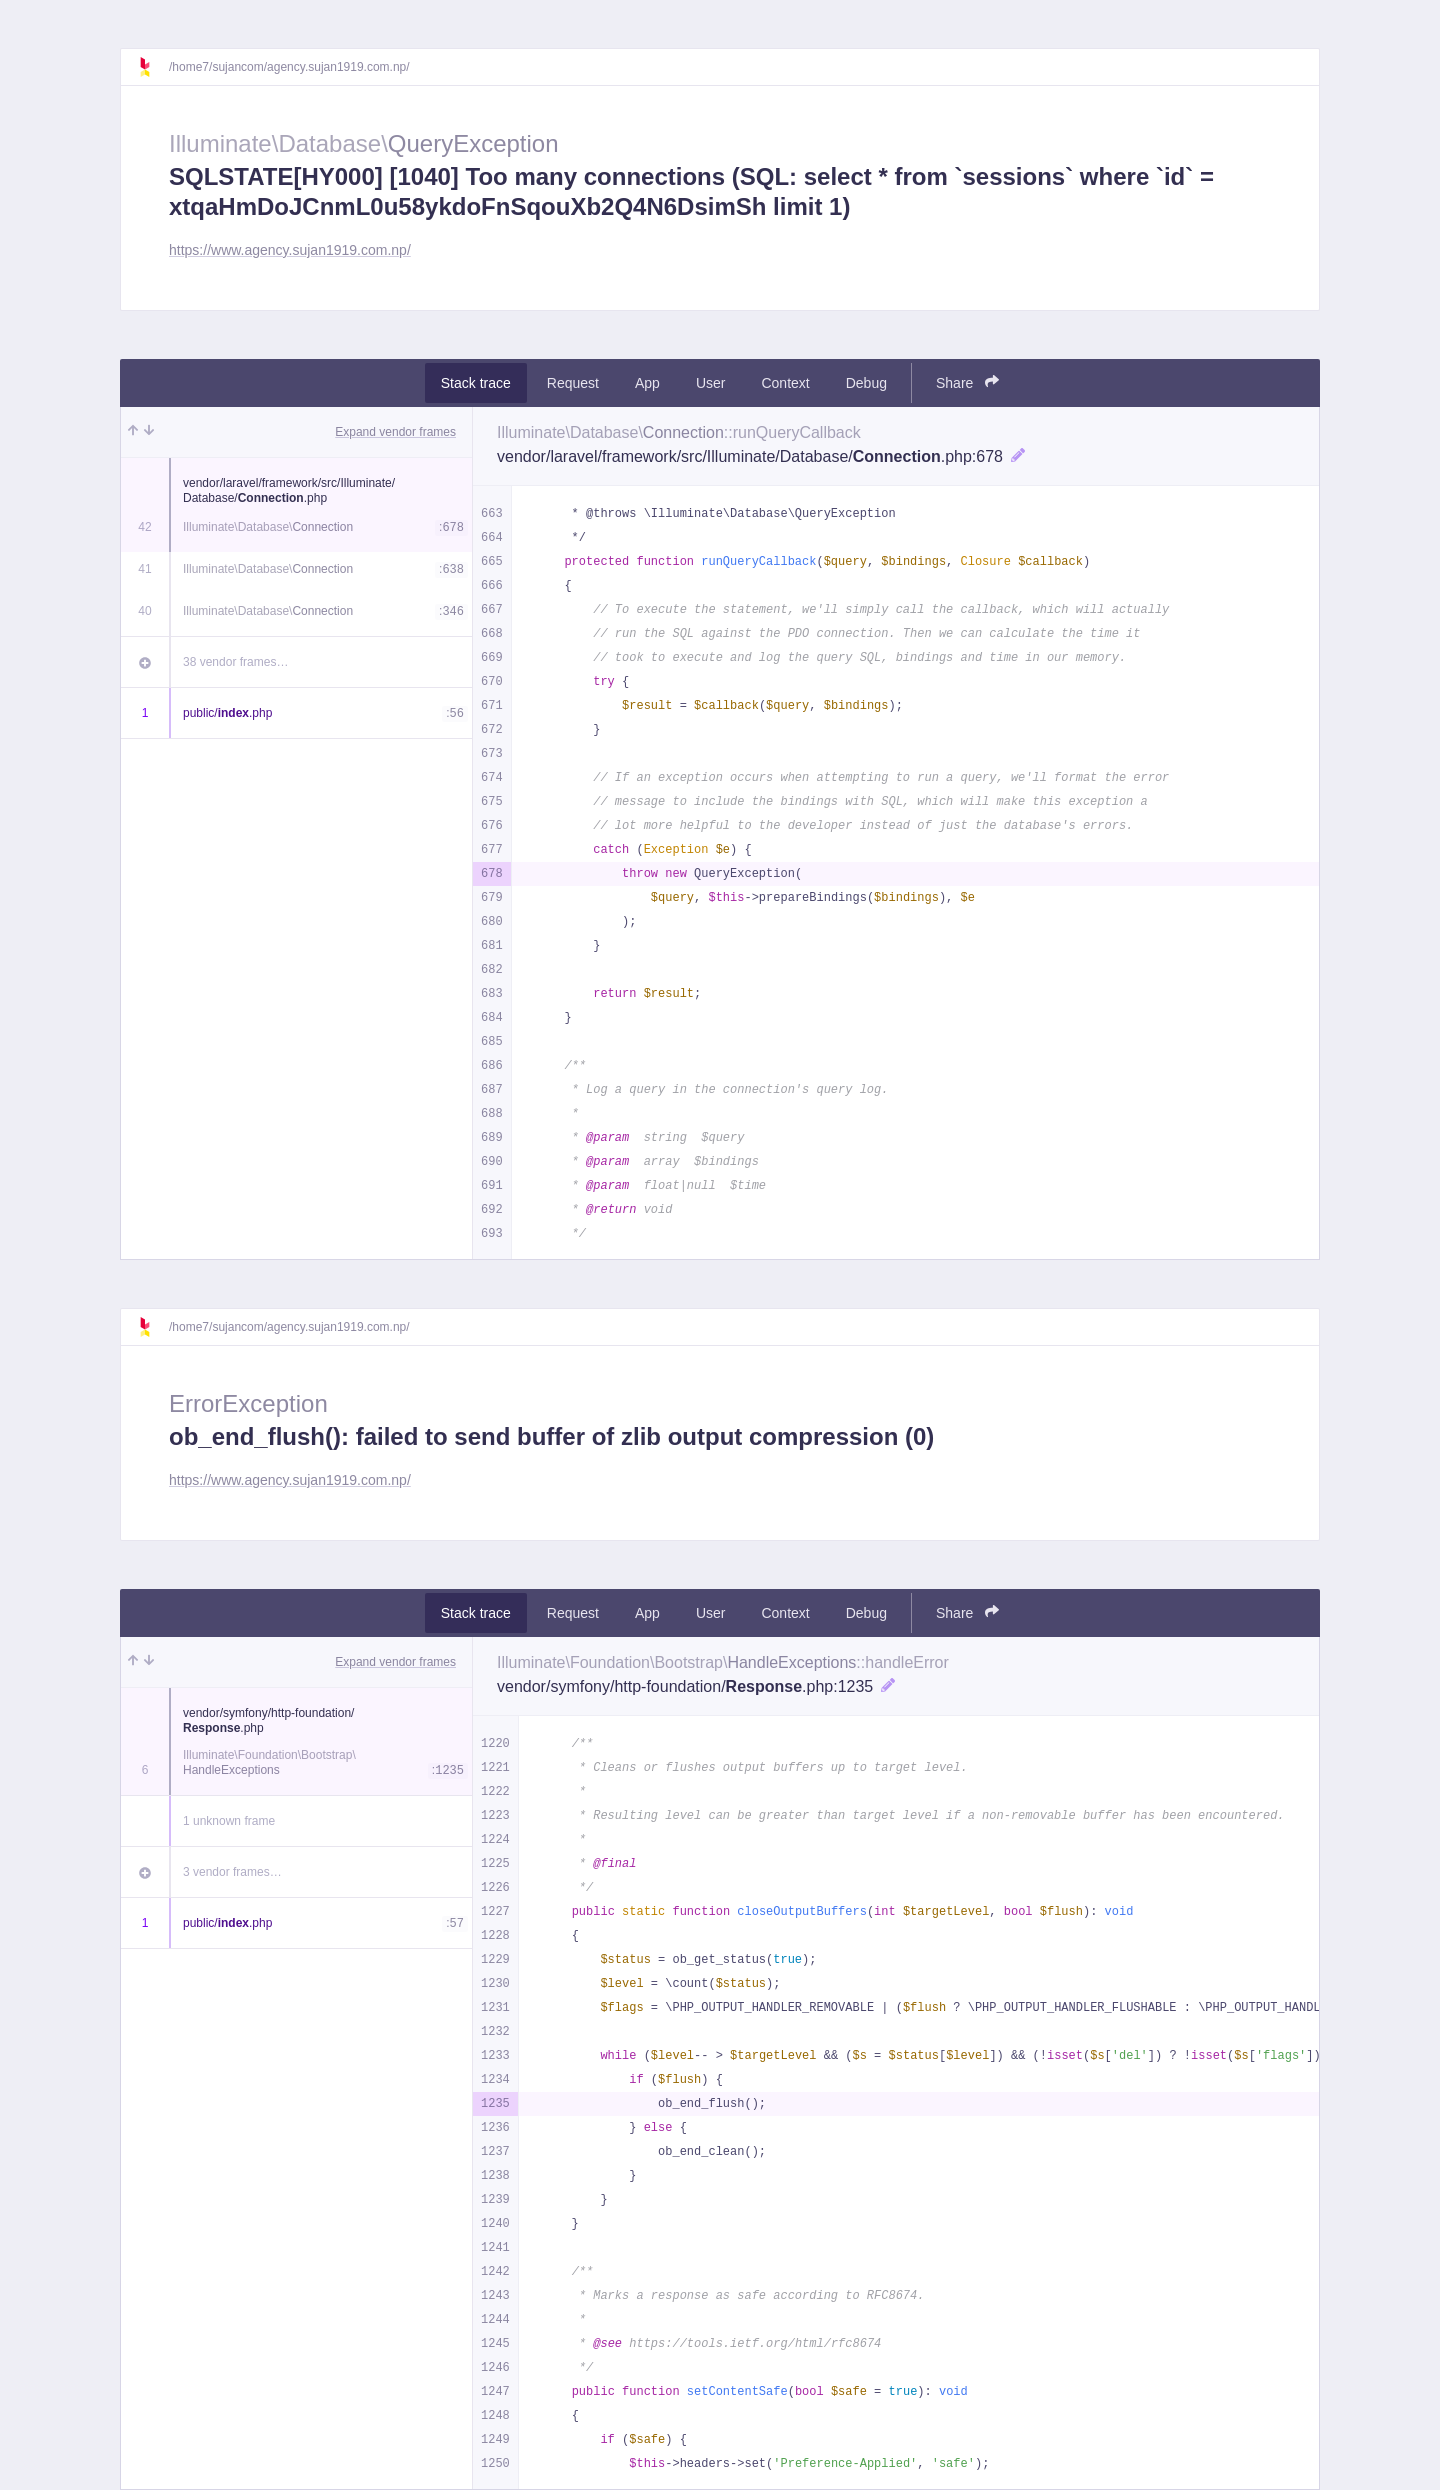 /home7/sujancom/agency.sujan1919.com.np/
Illuminate\Database\QueryException
SQLSTATE[HY000] [1040] Too many connections (SQL: select * from `sessions` where `id` =
xtqaHmDoJCnmL0u58ykdoFnSqouXb2Q4N6DsimSh limit 1)
https://www.agency.sujan1919.com.np/
Stack trace Request App User Context Debug Share
Expand vendor frames
vendor/laravel/framework/src/Illuminate/
Database/Connection.php
42 Illuminate\Database\Connection :678
41 Illuminate\Database\Connection :638
40 Illuminate\Database\Connection :346
38 vendor frames…
1 public/index.php :56
Illuminate\Database\Connection::runQueryCallback
vendor/laravel/framework/src/Illuminate/Database/Connection.php:678
663 * @throws \Illuminate\Database\QueryException
664 */
665 protected function runQueryCallback($query, $bindings, Closure $callback)
666 {
667 // To execute the statement, we'll simply call the callback, which will actually
668 // run the SQL against the PDO connection. Then we can calculate the time it
669 // took to execute and log the query SQL, bindings and time in our memory.
670 try {
671 $result = $callback($query, $bindings);
672 }
673
674 // If an exception occurs when attempting to run a query, we'll format the error
675 // message to include the bindings with SQL, which will make this exception a
676 // lot more helpful to the developer instead of just the database's errors.
677 catch (Exception $e) {
678 throw new QueryException(
679 $query, $this->prepareBindings($bindings), $e
680 );
681 }
682
683 return $result;
684 }
685
686 /**
687 * Log a query in the connection's query log.
688 *
689 * @param  string  $query
690 * @param  array  $bindings
691 * @param  float|null  $time
692 * @return void
693 */
/home7/sujancom/agency.sujan1919.com.np/
ErrorException
ob_end_flush(): failed to send buffer of zlib output compression (0)
https://www.agency.sujan1919.com.np/
Stack trace Request App User Context Debug Share
Expand vendor frames
vendor/symfony/http-foundation/
Response.php
Illuminate\Foundation\Bootstrap\
6 HandleExceptions :1235
1 unknown frame
3 vendor frames…
1 public/index.php :57
Illuminate\Foundation\Bootstrap\HandleExceptions::handleError
vendor/symfony/http-foundation/Response.php:1235
1220 /**
1221 * Cleans or flushes output buffers up to target level.
1222 *
1223 * Resulting level can be greater than target level if a non-removable buffer has been encountered.
1224 *
1225 * @final
1226 */
1227 public static function closeOutputBuffers(int $targetLevel, bool $flush): void
1228 {
1229 $status = ob_get_status(true);
1230 $level = \count($status);
1231 $flags = \PHP_OUTPUT_HANDLER_REMOVABLE | ($flush ? \PHP_OUTPUT_HANDLER_FLUSHABLE : \PHP_OUTPUT_HANDL
1232
1233 while ($level-- > $targetLevel && ($s = $status[$level]) && (!isset($s['del']) ? !isset($s['flags'])
1234 if ($flush) {
1235 ob_end_flush();
1236 } else {
1237 ob_end_clean();
1238 }
1239 }
1240 }
1241
1242 /**
1243 * Marks a response as safe according to RFC8674.
1244 *
1245 * @see https://tools.ietf.org/html/rfc8674
1246 */
1247 public function setContentSafe(bool $safe = true): void
1248 {
1249 if ($safe) {
1250 $this->headers->set('Preference-Applied', 'safe');